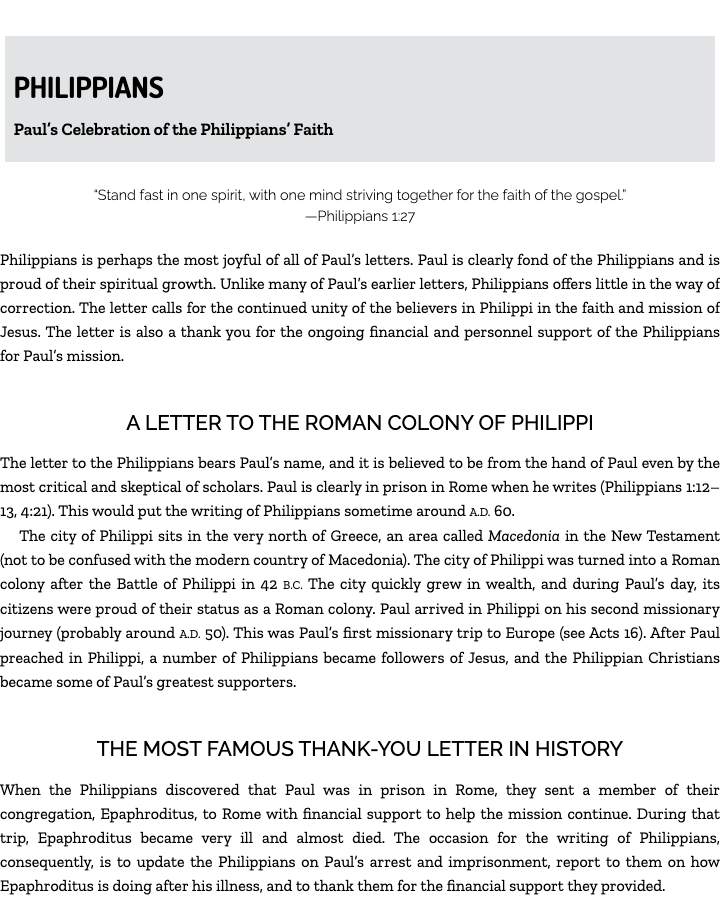 PHILIPPIANS
Paul’s Celebration of the Philippians’ Faith
“Stand fast in one spirit, with one mind striving together for the faith of the gospel.”
—Philippians 1:27
Philippians is perhaps the most joyful of all of Paul’s letters. Paul is clearly fond of the Philippians and is
proud of their spiritual growth. Unlike many of Paul’s earlier letters, Philippians offers little in the way of
correction. The letter calls for the continued unity of the believers in Philippi in the faith and mission of
Jesus. The letter is also a thank you for the ongoing financial and personnel support of the Philippians
for Paul’s mission.
A LETTER TO THE ROMAN COLONY OF PHILIPPI
The letter to the Philippians bears Paul’s name, and it is believed to be from the hand of Paul even by the
most critical and skeptical of scholars. Paul is clearly in prison in Rome when he writes (Philippians 1:12–
13, 4:21). This would put the writing of Philippians sometime around A.D. 60.
The city of Philippi sits in the very north of Greece, an area called Macedonia in the New Testament
(not to be confused with the modern country of Macedonia). The city of Philippi was turned into a Roman
colony after the Battle of Philippi in 42 B.C. The city quickly grew in wealth, and during Paul’s day, its
citizens were proud of their status as a Roman colony. Paul arrived in Philippi on his second missionary
journey (probably around A.D. 50). This was Paul’s first missionary trip to Europe (see Acts 16). After Paul
preached in Philippi, a number of Philippians became followers of Jesus, and the Philippian Christians
became some of Paul’s greatest supporters.
THE MOST FAMOUS THANK-YOU LETTER IN HISTORY
When the Philippians discovered that Paul was in prison in Rome, they sent a member of their
congregation, Epaphroditus, to Rome with financial support to help the mission continue. During that
trip, Epaphroditus became very ill and almost died. The occasion for the writing of Philippians,
consequently, is to update the Philippians on Paul’s arrest and imprisonment, report to them on how
Epaphroditus is doing after his illness, and to thank them for the financial support they provided.